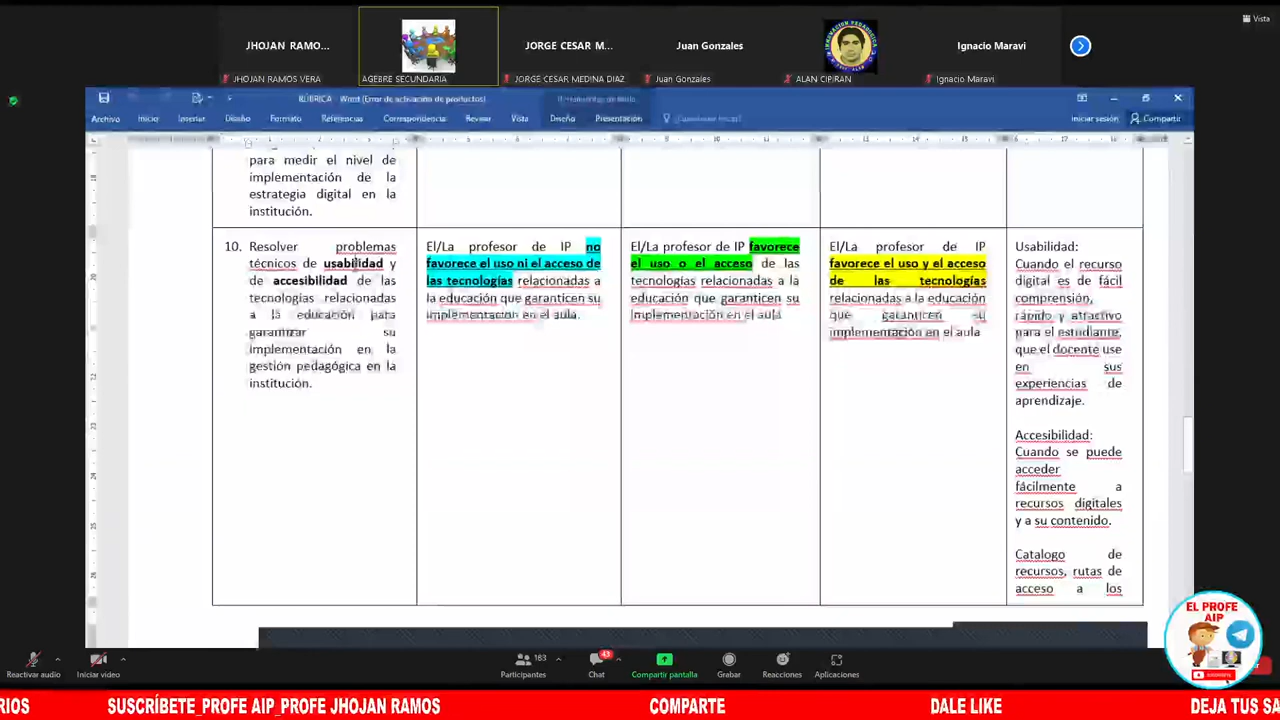 JHOJAN RAMO...
JORGE CESAR M...
Juan Gonzales
Ignacio Maravi
Vista
JHOJAN RAMOS VERA
AGEBRE SECUNDARIA
JORGE CESAR MEDINA DIAZ
Juan Gonzales
ALAN CIPIRAN
Ignacio Maravi
RUBRICA - Word (Error de activación de productos)
Archivo
Inicio
Insertar
Diseño
Formato
Referencias
Correspondencia
Revisar
Vista
Diseño
Presentación
Iniciar sesión
Compartir
para medir el nivel de
implementación de la
estrategia digital en la
institución.
10. Resolver problemas
técnicos de usabilidad y
de accesibilidad de las
tecnologías relacionadas
a la educación para
garantizar su
implementación en la
gestión pedagógica en la
institución.
El/La profesor de IP no
favorece el uso ni el acceso de
las tecnologías relacionadas a
la educación que garanticen su
implementación en el aula.
El/La profesor de IP favorece
el uso o el acceso de las
tecnologías relacionadas a la
educación que garanticen su
implementación en el aula
El/La profesor de IP
favorece el uso y el acceso
de las tecnologías
relacionadas a la educación
que garanticen su
implementación en el aula
Usabilidad:
Cuando el recurso
digital es de fácil
comprensión,
rápido y atractivo
para el estudiante,
que el docente use
en sus
experiencias de
aprendizaje.
Accesibilidad:
Cuando se puede
acceder
fácilmente a
recursos digitales
y a su contenido.
Catalogo de
recursos, rutas de
acceso a los
EL PROFE
AIP
Reactivar audio
Iniciar video
183
Participantes
43
Chat
Compartir pantalla
Grabar
Reacciones
Aplicaciones
RIOS SUSCRÍBETE_PROFE AIP_PROFE JHOJAN RAMOS COMPARTE DALE LIKE DEJA TUS SA